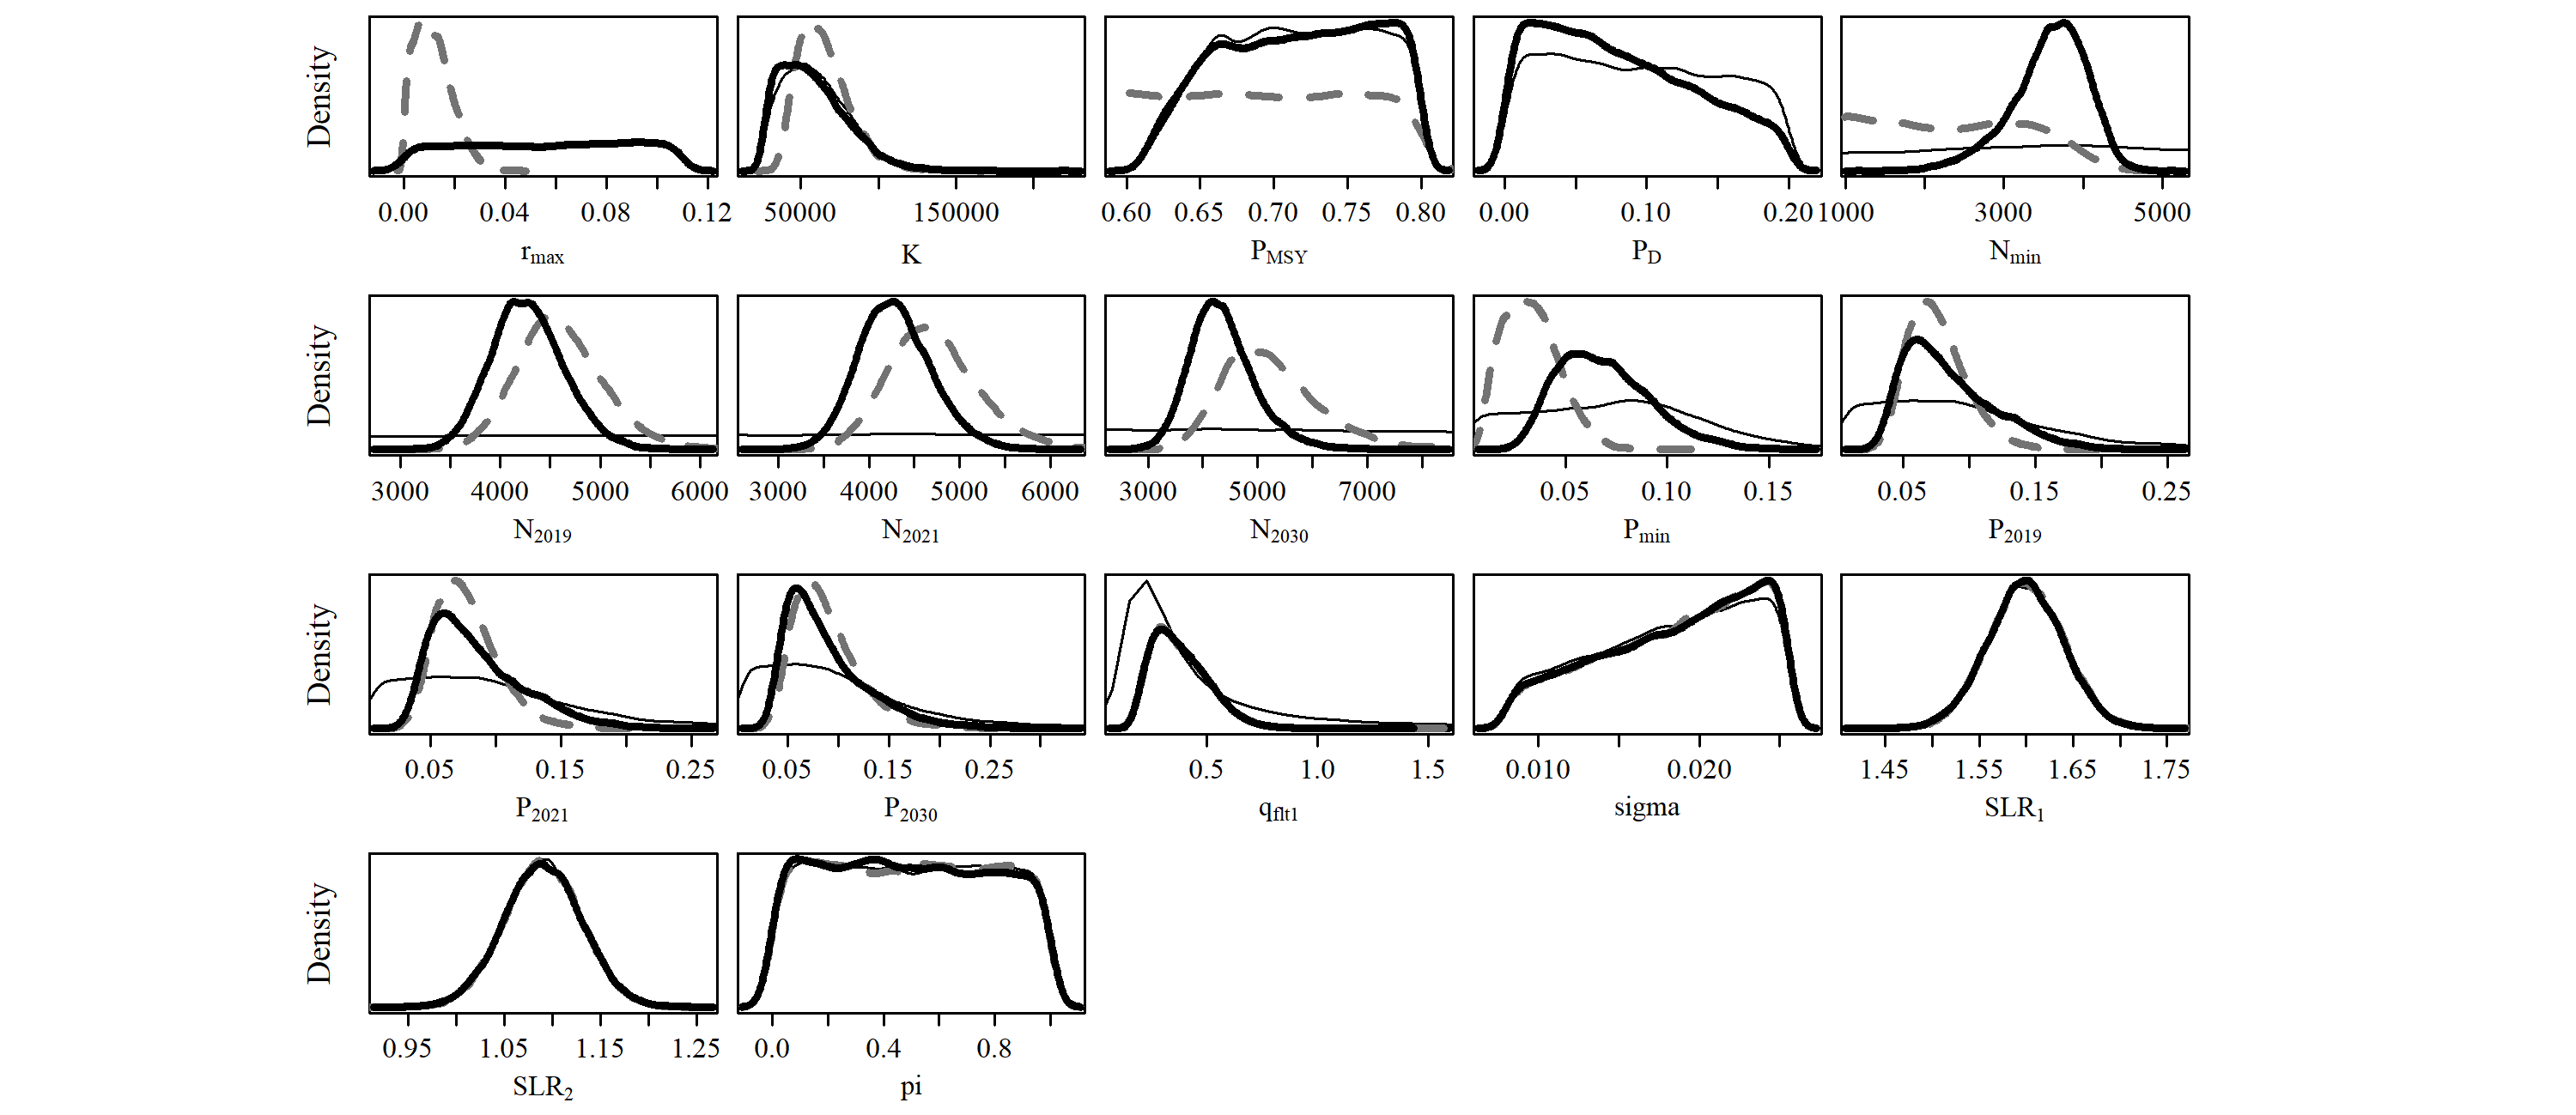 Density
0.00 0.04 0.08 0.12 50000 150000 0.60 0.65 0.70 0.75 0.80 0.00 0.10 0.20 1000 3000 5000
rmax K PMSY PD Nmin
Density
3000 4000 5000 6000 3000 4000 5000 6000 3000 5000 7000 0.05 0.10 0.15 0.05 0.15 0.25
N2019 N2021 N2030 Pmin P2019
Density
0.05 0.15 0.25 0.05 0.15 0.25 0.5 1.0 1.5 0.010 0.020 1.45 1.55 1.65 1.75
P2021 P2030 qflt1 sigma SLR1
Density
0.95 1.05 1.15 1.25 0.0 0.4 0.8
SLR2 pi